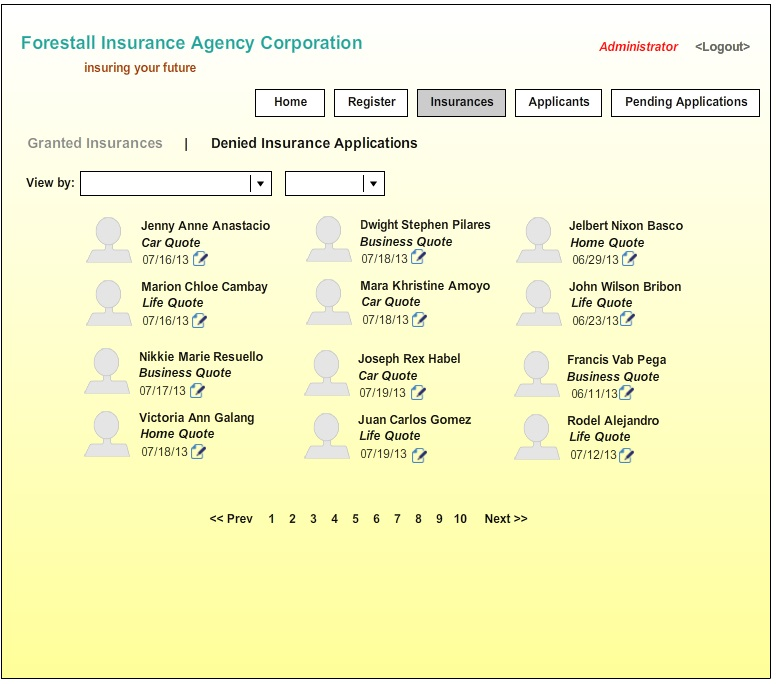 Forestall Insurance Agency Corporation
Administrator <Logout>
insuring your future
Home Register Insurances Applicants Pending Applications
Granted Insurances | Denied Insurance Applications
View by:
Jenny Anne Anastacio
Car Quote
07/16/13
Dwight Stephen Pilares
Business Quote
07/18/13
Jelbert Nixon Basco
Home Quote
06/29/13
Marion Chloe Cambay
Life Quote
07/16/13
Mara Khristine Amoyo
Car Quote
07/18/13
John Wilson Bribon
Life Quote
06/23/13
Nikkie Marie Resuello
Business Quote
07/17/13
Joseph Rex Habel
Car Quote
07/19/13
Francis Vab Pega
Business Quote
06/11/13
Victoria Ann Galang
Home Quote
07/18/13
Juan Carlos Gomez
Life Quote
07/19/13
Rodel Alejandro
Life Quote
07/12/13
<< Prev 1 2 3 4 5 6 7 8 9 10 Next >>